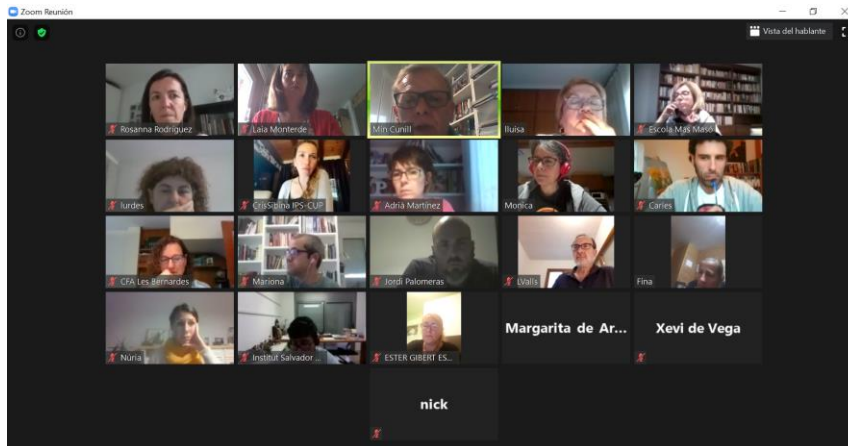 Zoom Reunión
Vista del hablante
Rosanna Rodriguez
Laia Monterde
Min Cunill
lluisa
Escola Mas Masó
lurdes
CrisSibina IPS-CUP
Adrià Martínez
Monica
Carles
CFA Les Bernardes
Mariona
Jordi Palomeras
LValls
Fina
Núria
Institut Salvador ...
ESTER GIBERT ES...
Margarita de Ar...
Xevi de Vega
nick